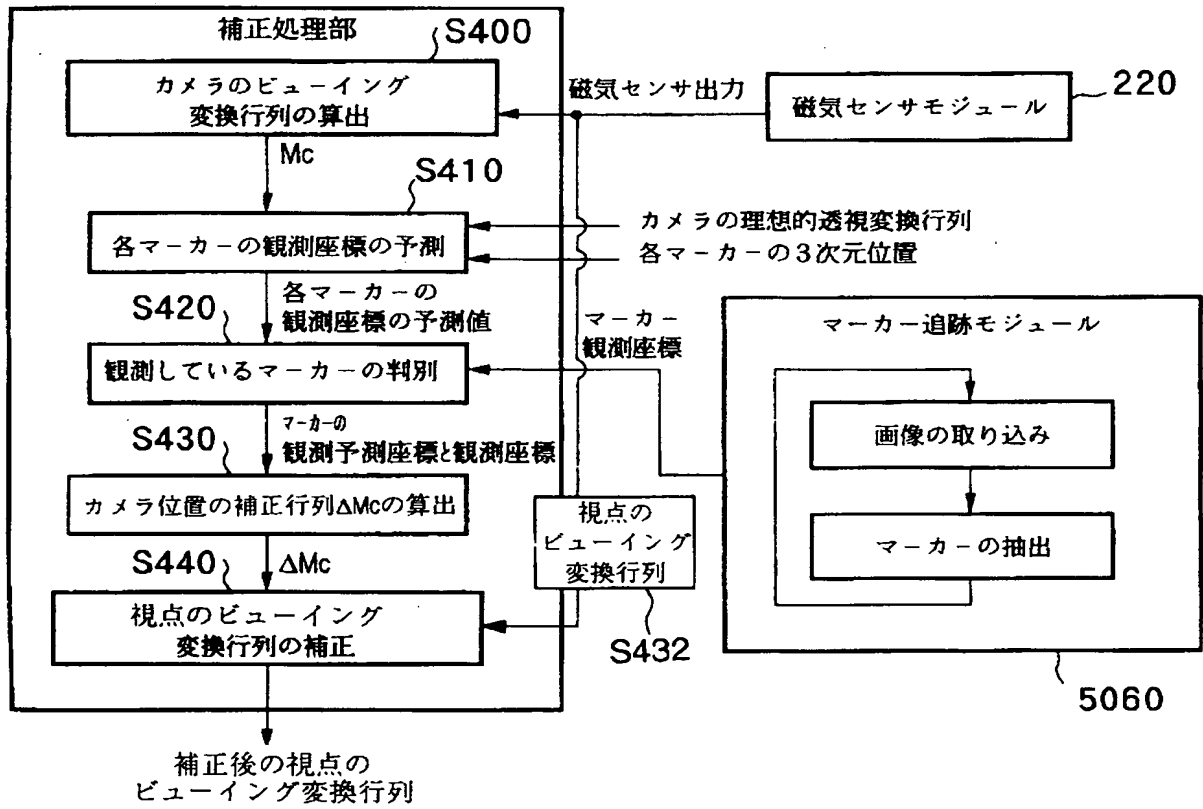 補正処理部
S400
カメラのビューイング
変換行列の算出
Mc
磁気センサ出力
磁気センサモジュール
220
S410
各マーカーの観測座標の予測
カメラの理想的透視変換行列
各マーカーの3次元位置
各マーカーの
観測座標の予測値
S420
観測しているマーカーの判別
マーカー
観測座標
マーカー追跡モジュール
画像の取り込み
マーカーの抽出
5060
マーカーの
観測予測座標と観測座標
S430
カメラ位置の補正行列ΔMcの算出
ΔMc
視点の
ビューイング
変換行列
S432
S440
視点のビューイング
変換行列の補正
補正後の視点の
ビューイング変換行列